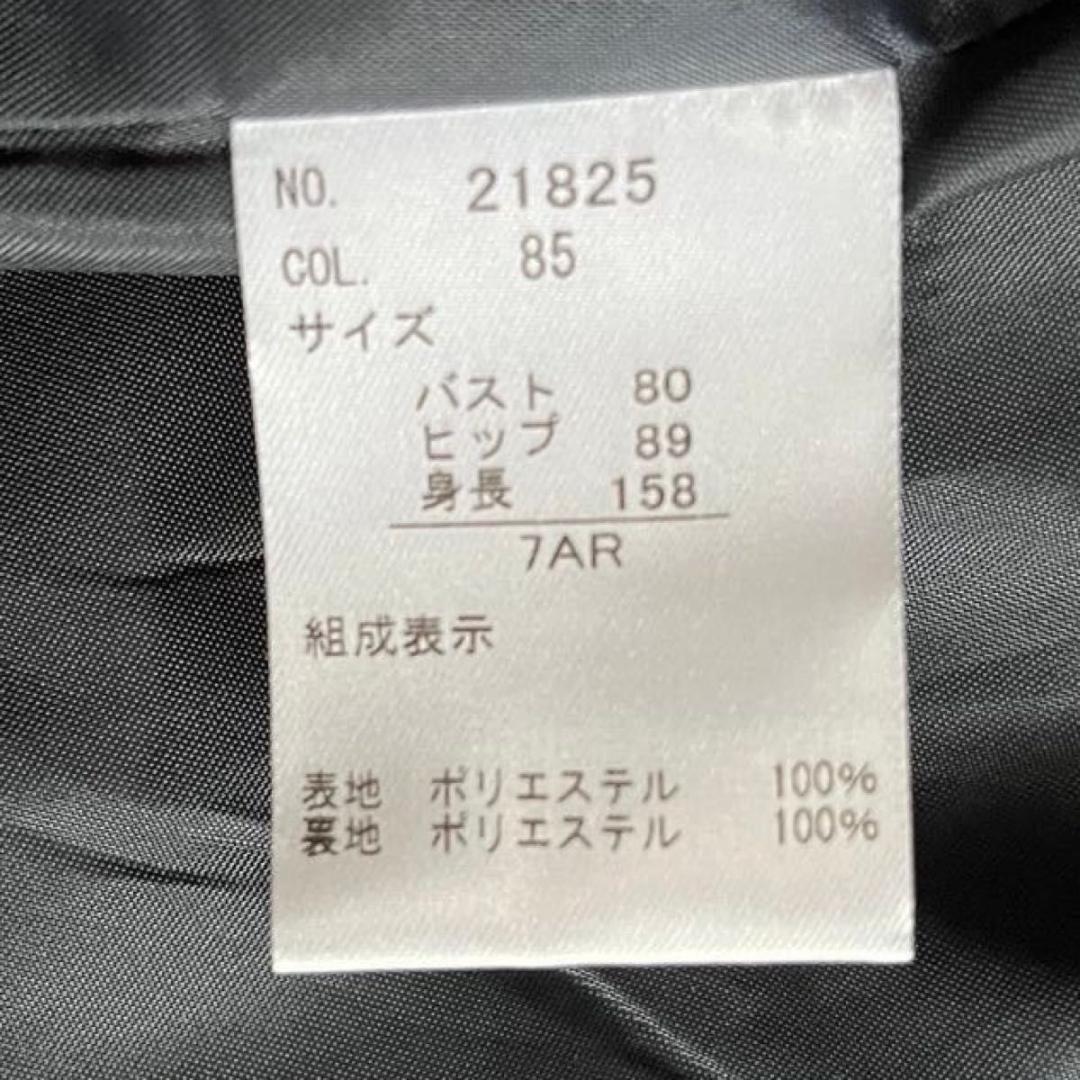 NO. 21825
COL. 85
サイズ
バスト 80
ヒップ 89
身長 158
7AR
組成表示
表地 ポリエステル 100%
裏地 ポリエステル 100%